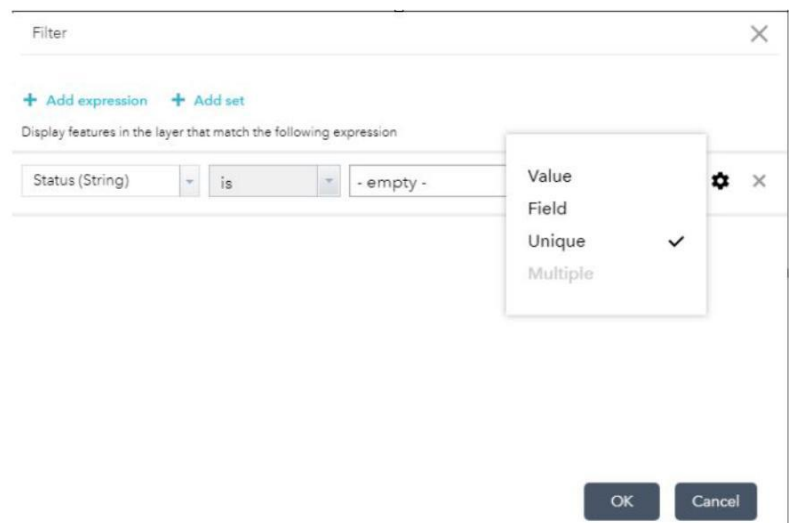 Filter
+ Add expression + Add set
Display features in the layer that match the following expression
Status (String) is - empty -
Value
Field
Unique
Multiple
OK Cancel